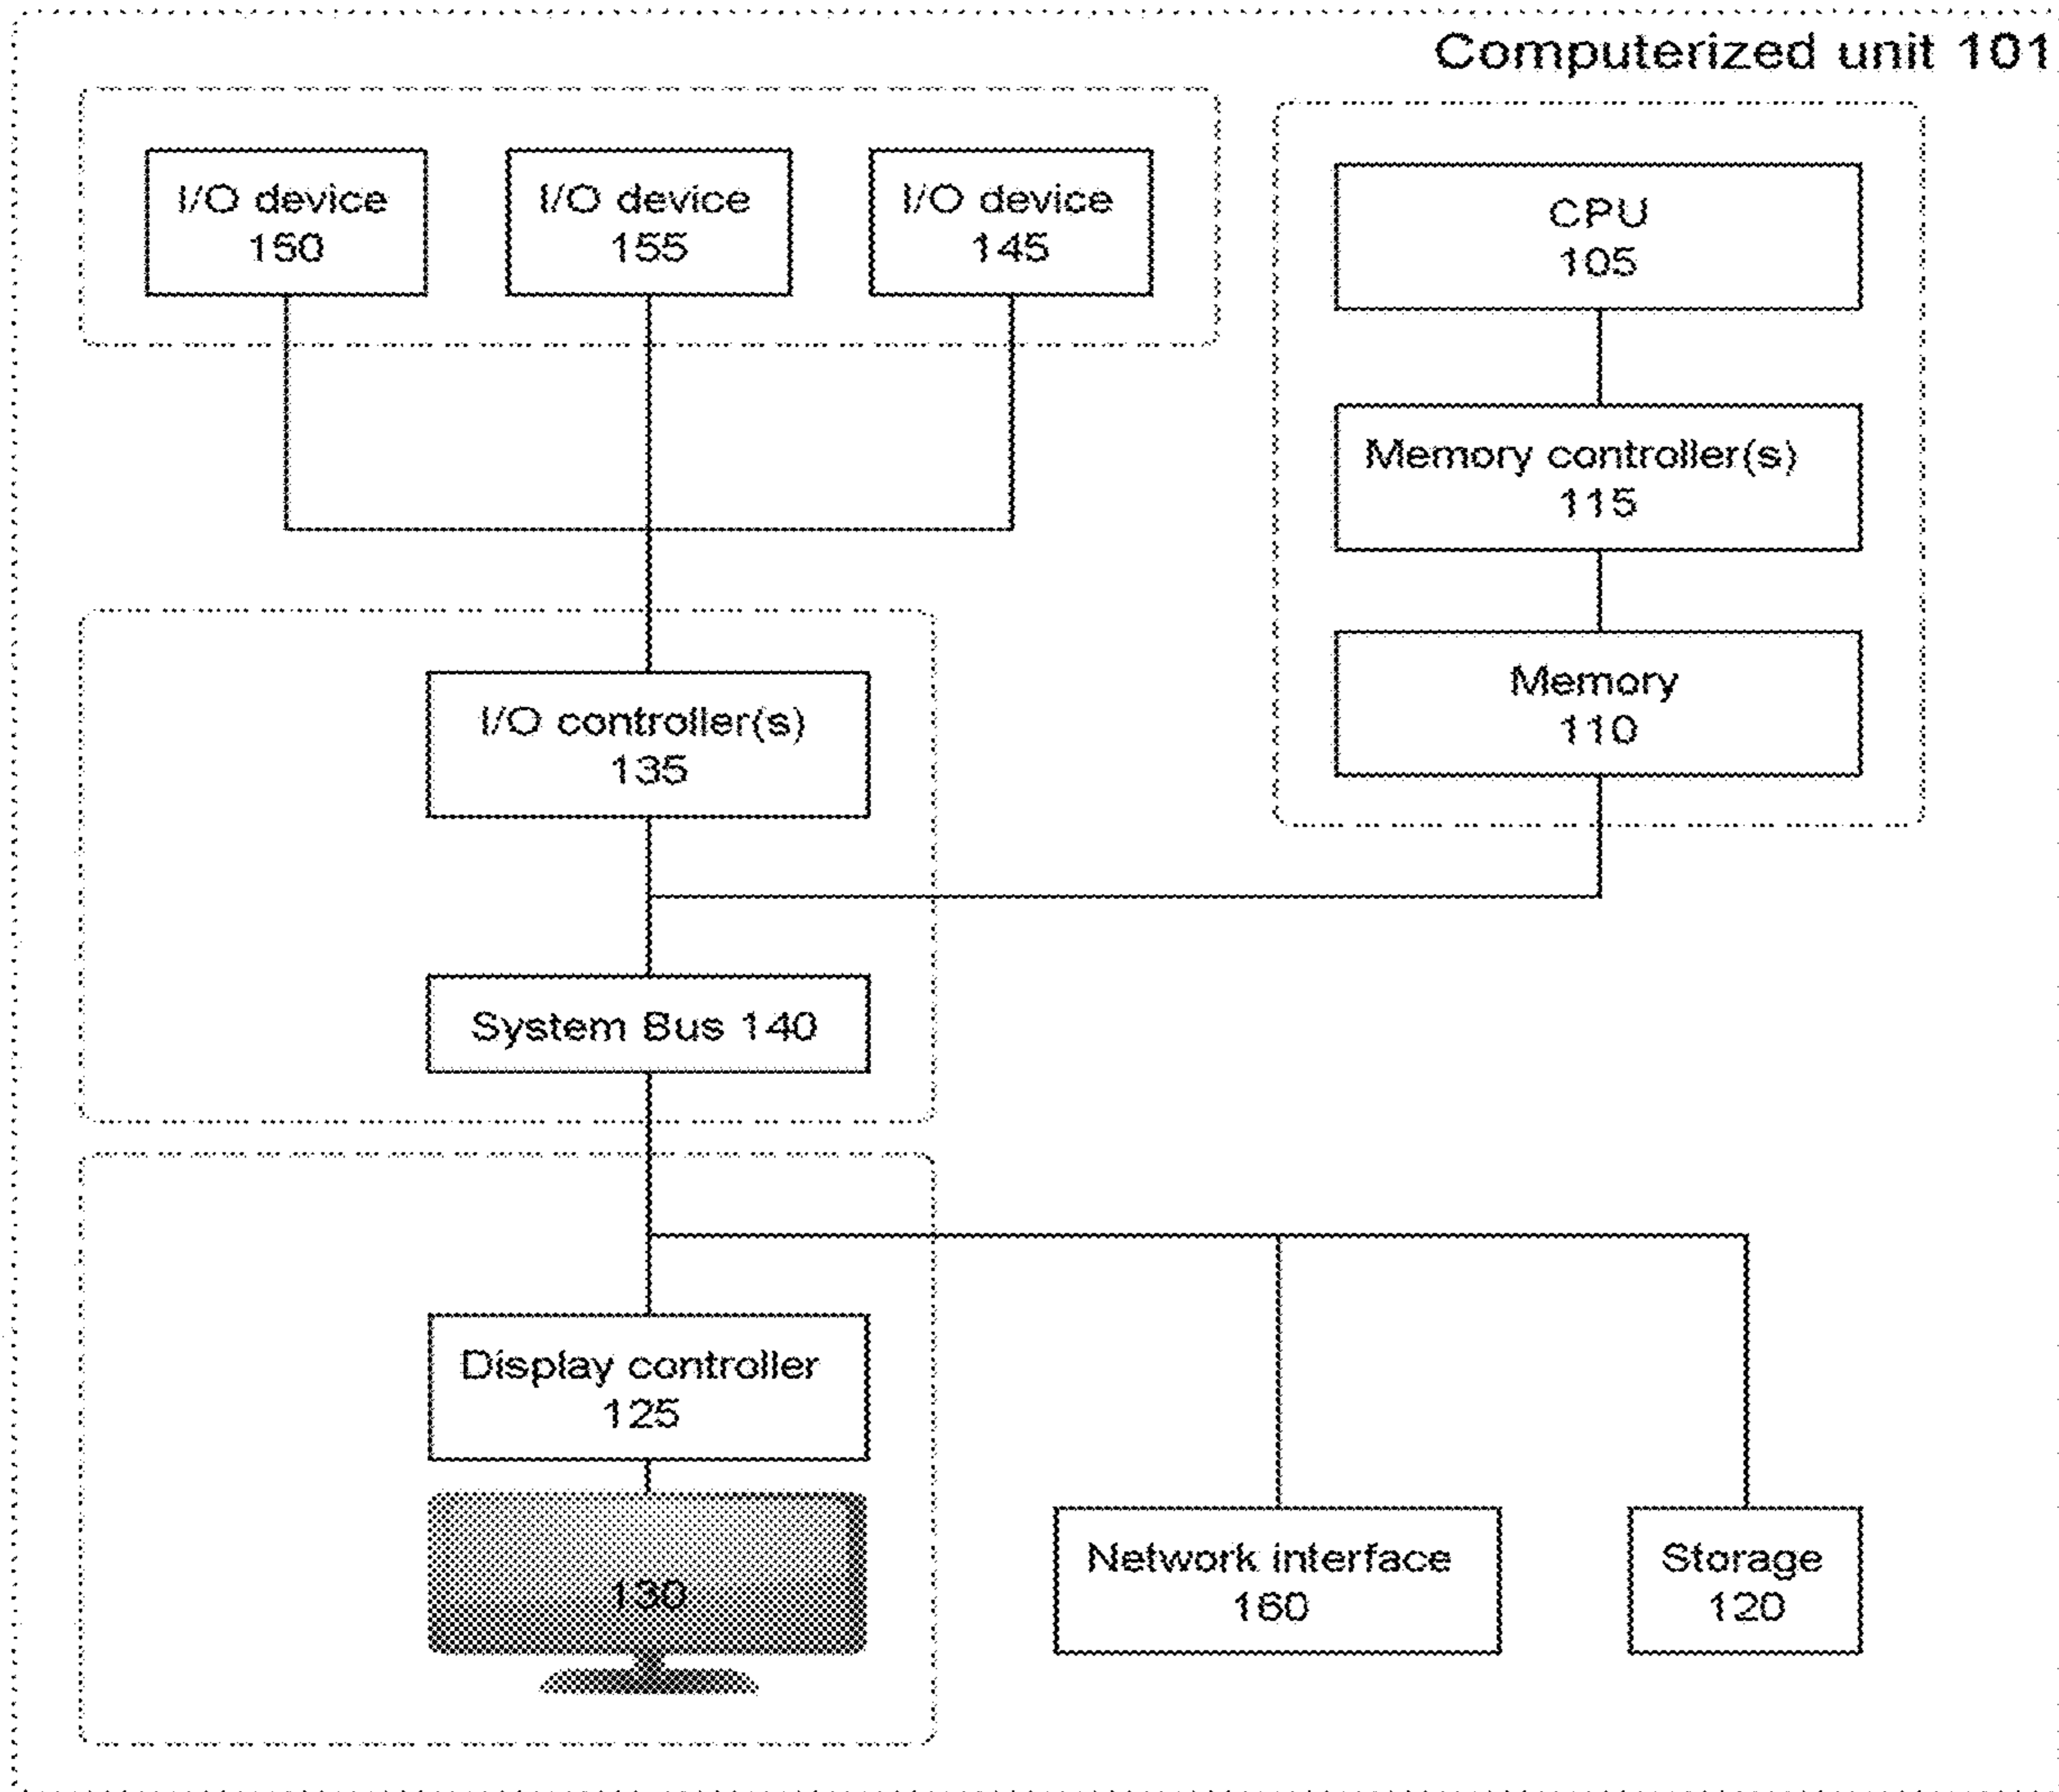 Computerized unit 101
I/O device
150
I/O device
155
I/O device
145
CPU
105
Memory controller(s)
115
Memory
110
I/O controller(s)
135
System Bus 140
Display controller
125
130
Network interface
160
Storage
120